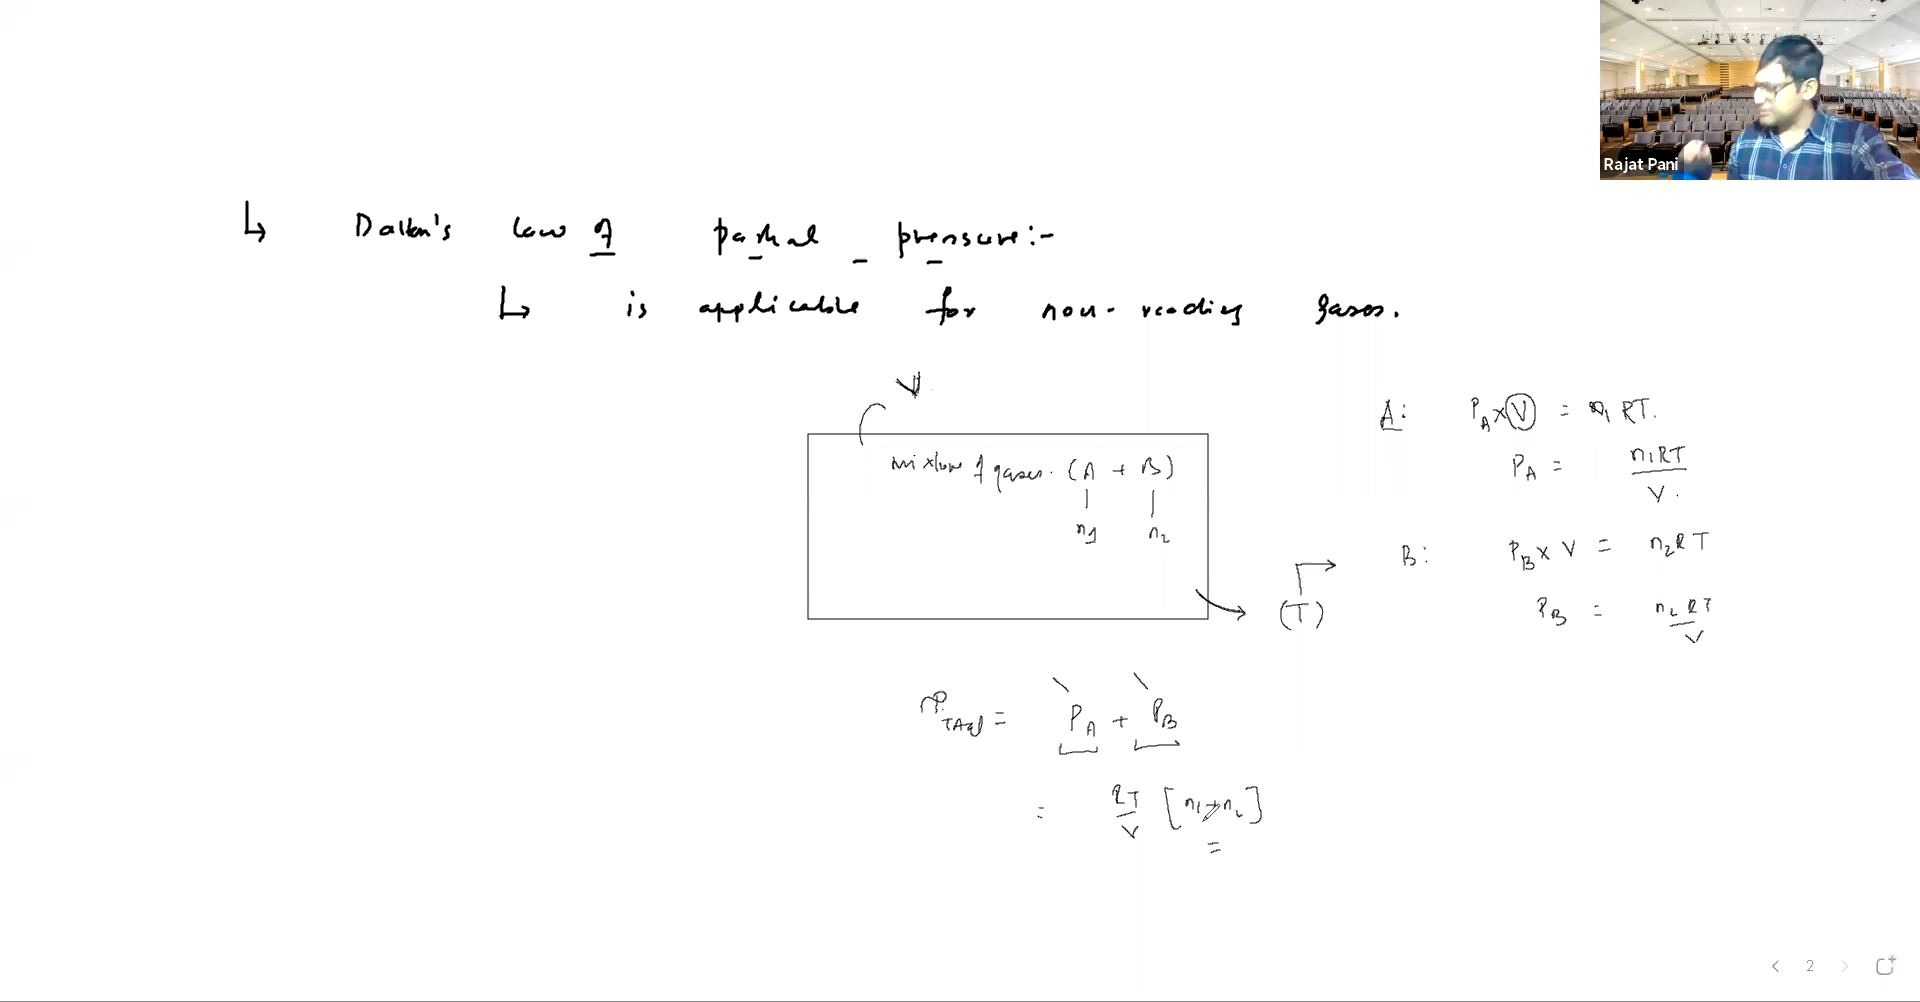 Rajat Pani
↳ Dalton's law of partial pressure:-
↳ is applicable for non-reacting gases.
V
mixture of gases. (A + B)
n1 n2
(T)
A: PA x V = n1 RT.
PA = n1RT / V.
B: PB x V = n2RT
PB = n2RT / V
PTotal = PA + PB
= RT/V [n1+n2]
2